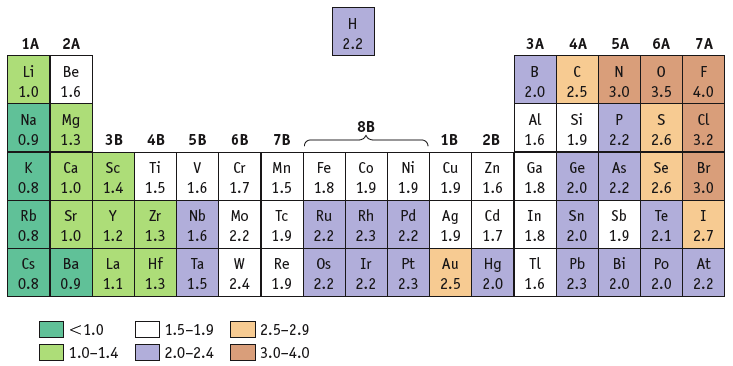 H
2.2
1A 2A 3A 4A 5A 6A 7A
Li Be B C N O F
1.0 1.6 2.0 2.5 3.0 3.5 4.0
Na Mg Al Si P S Cl
0.9 1.3 3B 4B 5B 6B 7B 8B 1B 2B 1.6 1.9 2.2 2.6 3.2
K Ca Sc Ti V Cr Mn Fe Co Ni Cu Zn Ga Ge As Se Br
0.8 1.0 1.4 1.5 1.6 1.7 1.5 1.8 1.9 1.9 1.9 1.6 1.8 2.0 2.2 2.6 3.0
Rb Sr Y Zr Nb Mo Tc Ru Rh Pd Ag Cd In Sn Sb Te I
0.8 1.0 1.2 1.3 1.6 2.2 1.9 2.2 2.3 2.2 1.9 1.7 1.8 2.0 1.9 2.1 2.7
Cs Ba La Hf Ta W Re Os Ir Pt Au Hg Tl Pb Bi Po At
0.8 0.9 1.1 1.3 1.5 2.4 1.9 2.2 2.2 2.3 2.5 2.0 1.6 2.3 2.0 2.0 2.2
<1.0 1.5–1.9 2.5–2.9
1.0–1.4 2.0–2.4 3.0–4.0